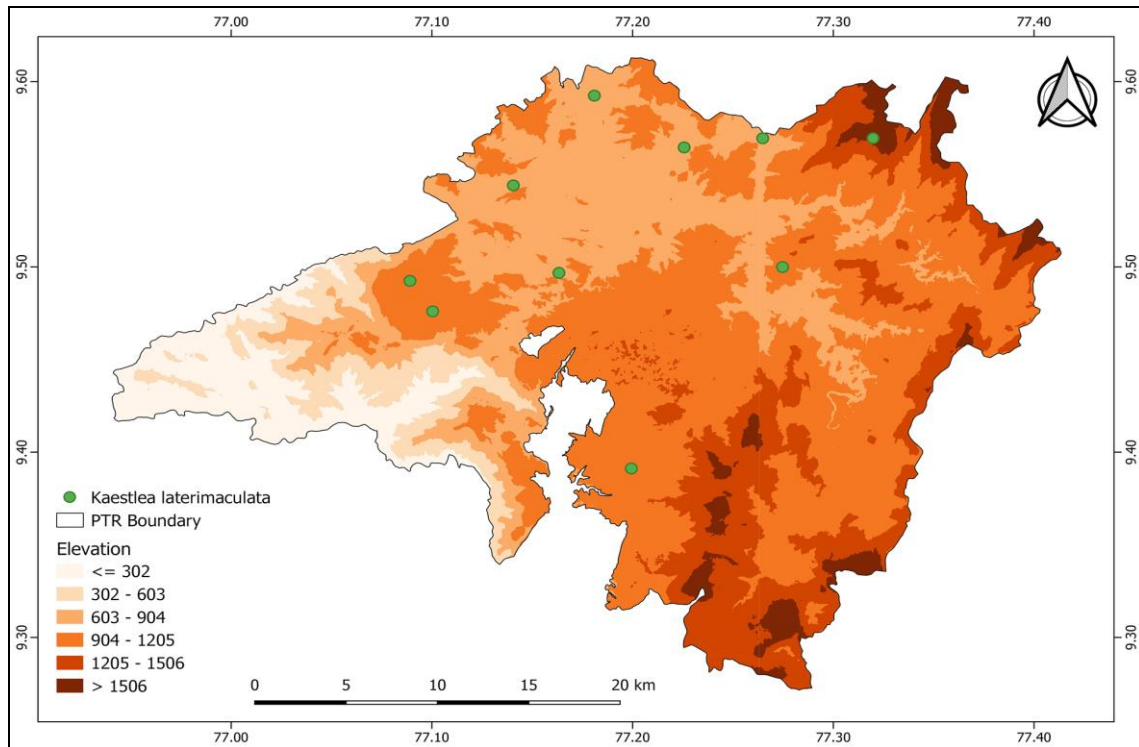 77.00 77.10 77.20 77.30 77.40
9.60 9.60
9.50 9.50
9.40 9.40
9.30 9.30
Kaestlea laterimaculata
PTR Boundary
Elevation
<= 302
302 - 603
603 - 904
904 - 1205
1205 - 1506
> 1506
0 5 10 15 20 km
77.00 77.10 77.20 77.30 77.40